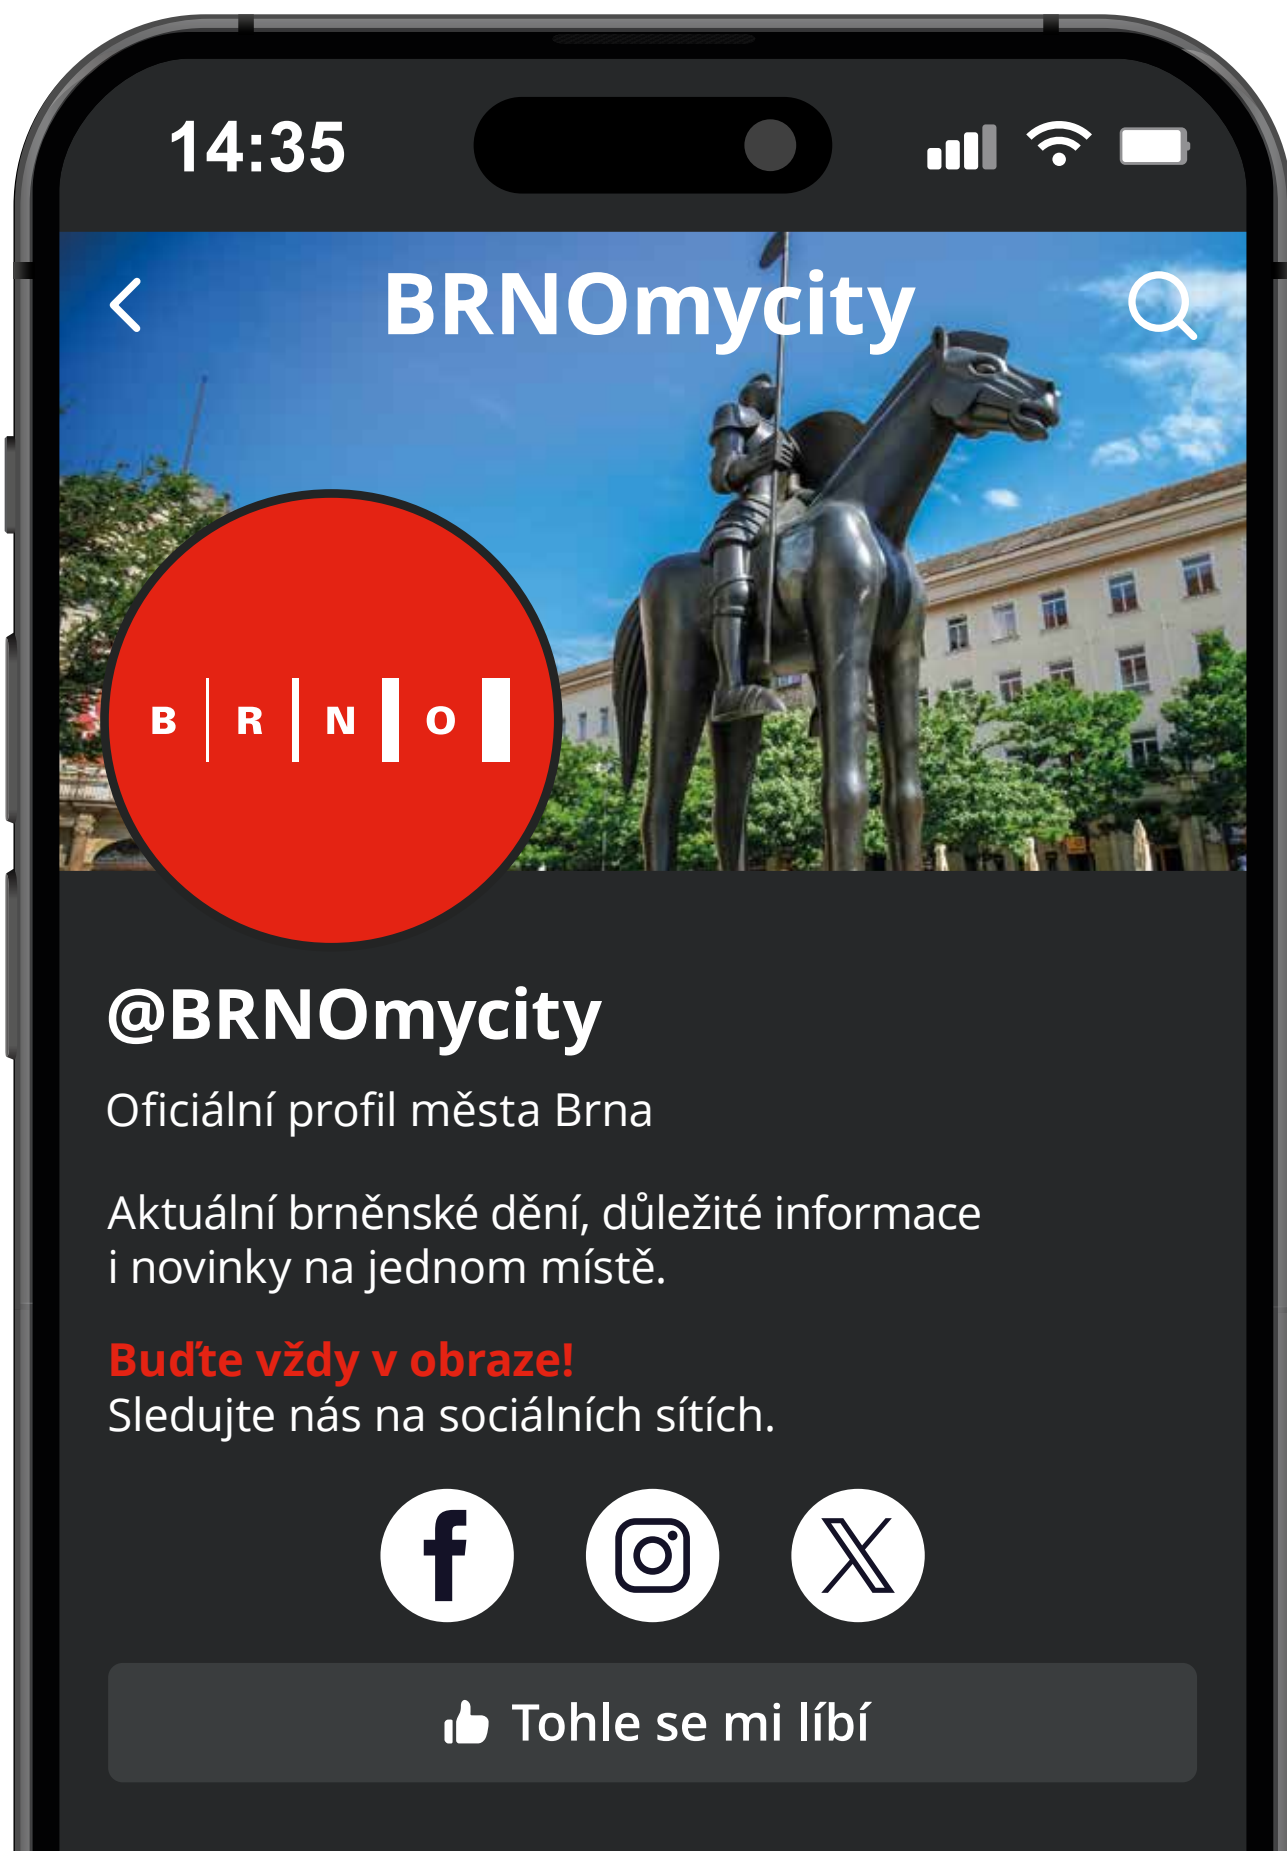 14:35
BRNOmycity
B R N O
@BRNOmycity
Oficiální profil města Brna
Aktuální brněnské dění, důležité informace
i novinky na jednom místě.
Buďte vždy v obraze!
Sledujte nás na sociálních sítích.
Tohle se mi líbí